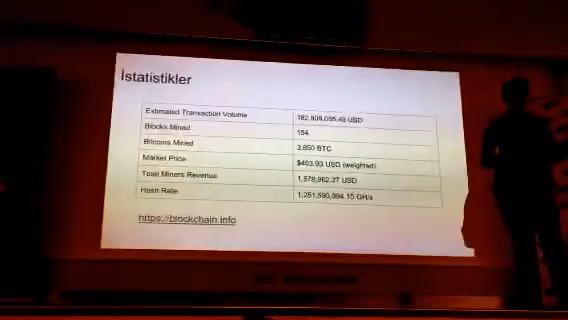 İstatistikler
Estimated Transaction Volume 182,809,035.49 USD
Blocks Mined 154
Bitcoins Mined 3,850 BTC
Market Price $403.93 USD (weighted)
Total Miners Revenue 1,578,962.37 USD
Hash Rate 1,251,590,994.15 GH/s
https://blockchain.info